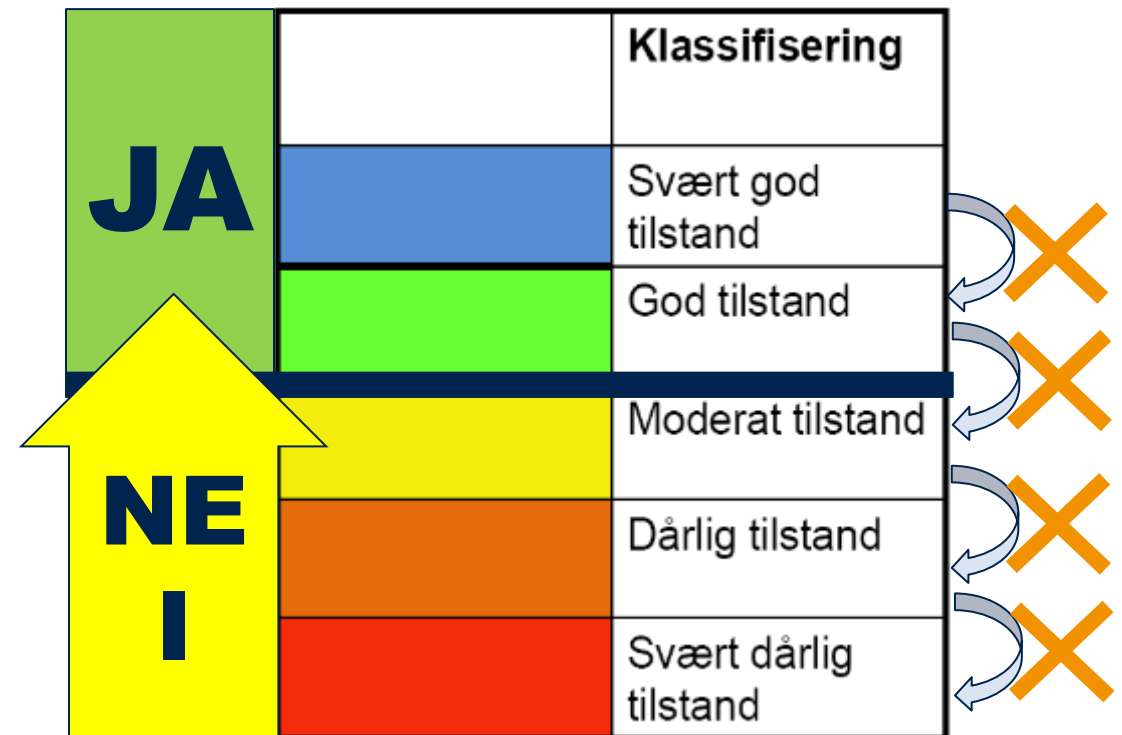 JA
NE
I
Klassifisering
Svært god
tilstand
God tilstand
Moderat tilstand
Dårlig tilstand
Svært dårlig
tilstand